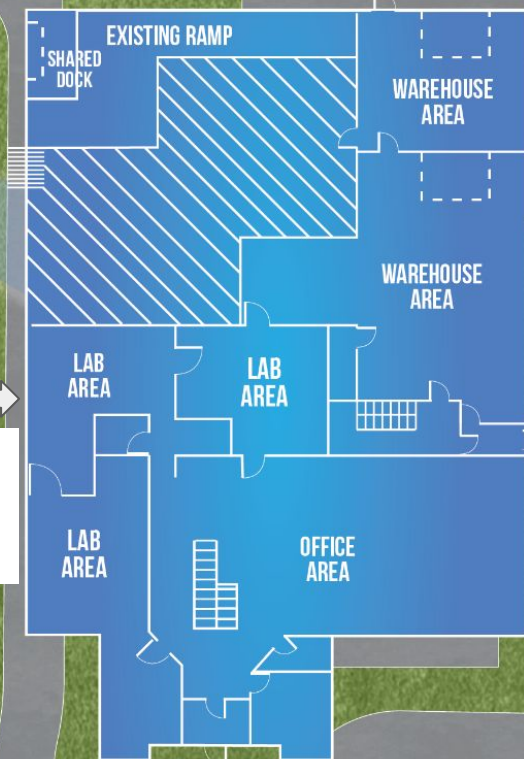 EXISTING RAMP
SHARED
DOCK
WAREHOUSE
AREA
WAREHOUSE
AREA
LAB
AREA
LAB
AREA
LAB
AREA
OFFICE
AREA